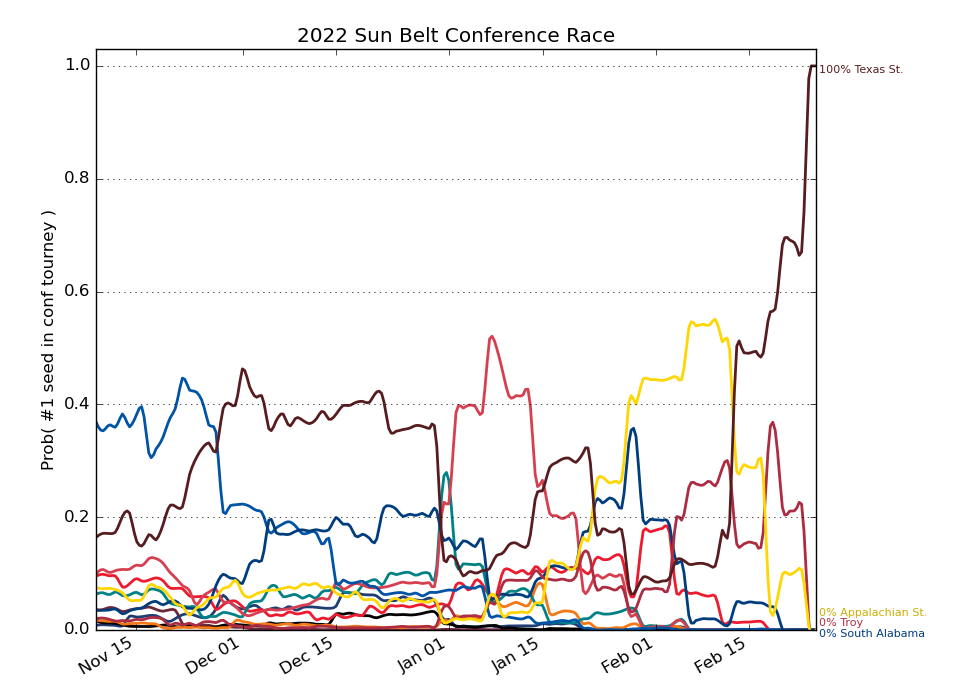 2022 Sun Belt Conference Race
Prob( #1 seed in conf tourney )
1.0
0.8
0.6
0.4
0.2
0.0
100% Texas St.
0% Appalachian St.
0% Troy
0% South Alabama
Nov 15
Dec 01
Dec 15
Jan 01
Jan 15
Feb 01
Feb 15